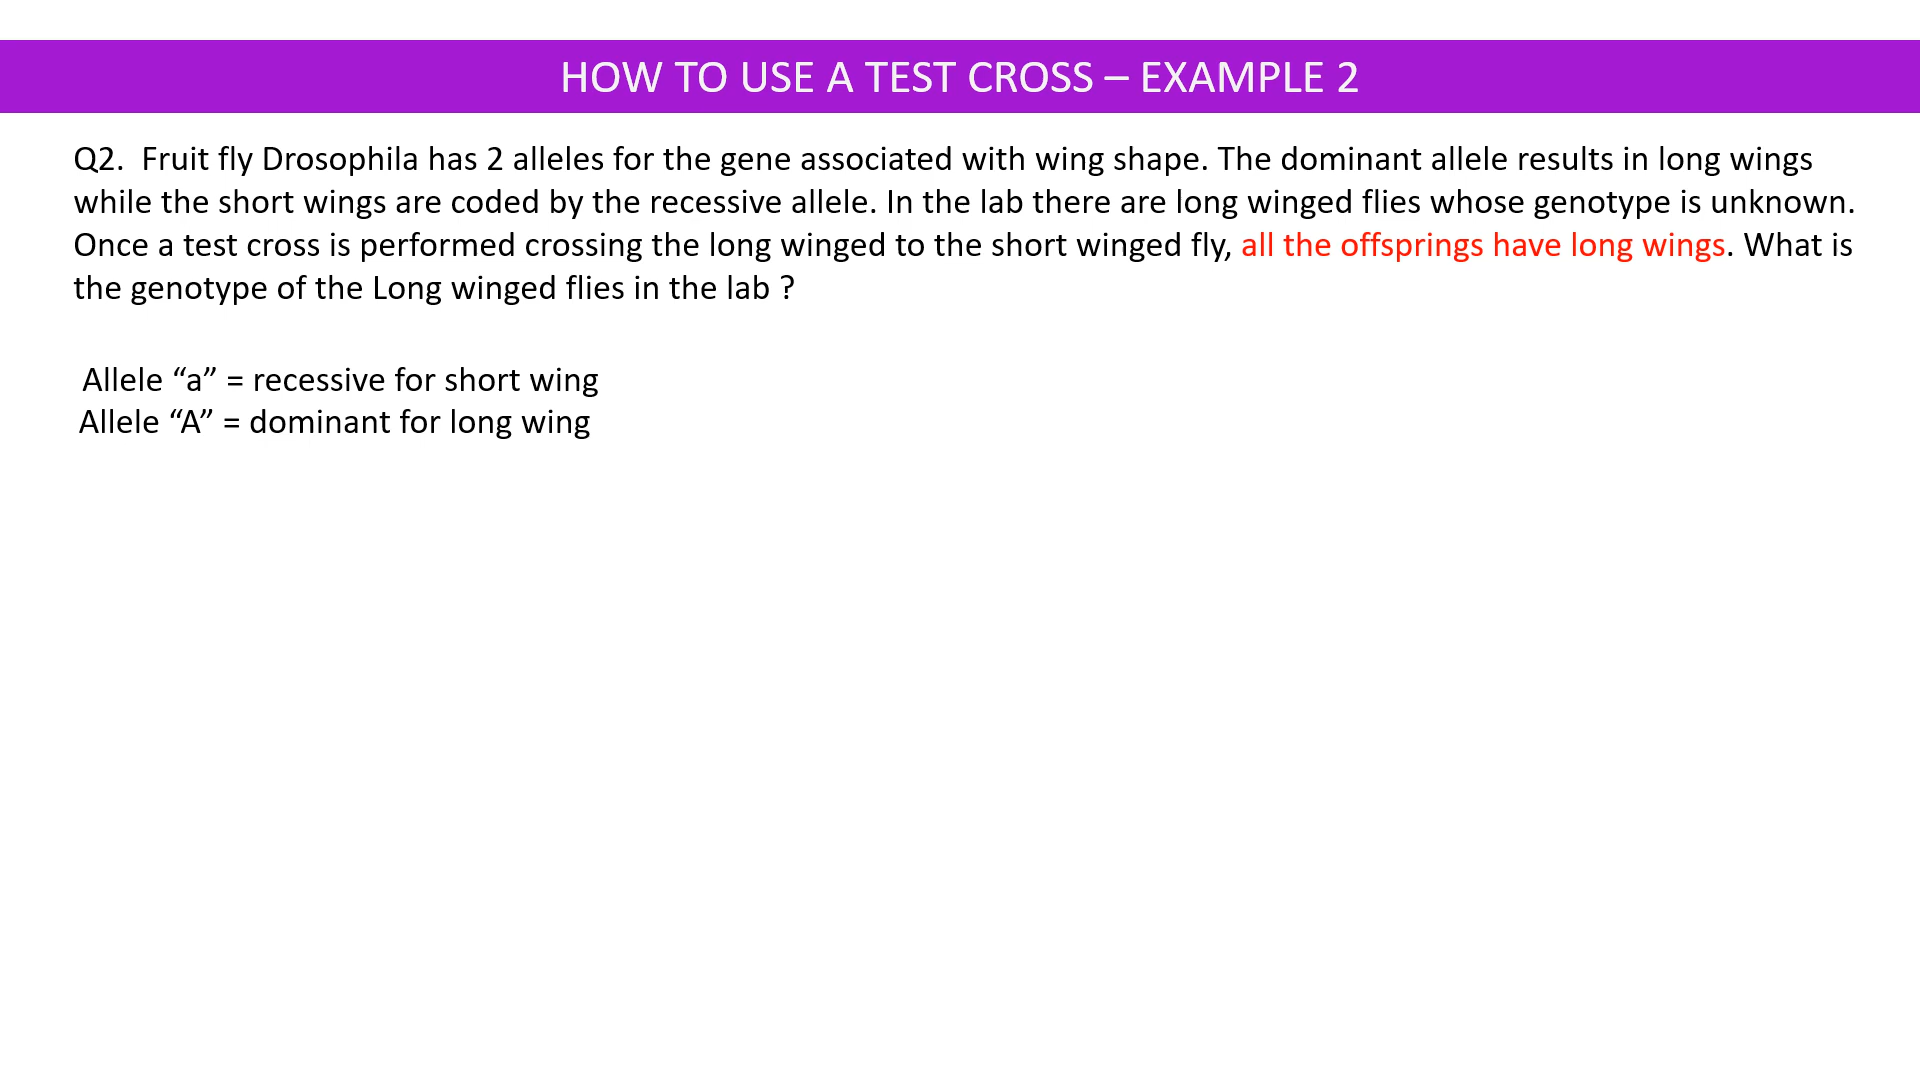 HOW TO USE A TEST CROSS – EXAMPLE 2
Q2.  Fruit fly Drosophila has 2 alleles for the gene associated with wing shape. The dominant allele results in long wings
while the short wings are coded by the recessive allele. In the lab there are long winged flies whose genotype is unknown.
Once a test cross is performed crossing the long winged to the short winged fly, all the offsprings have long wings. What is
the genotype of the Long winged flies in the lab ?
Allele “a” = recessive for short wing
Allele “A” = dominant for long wing